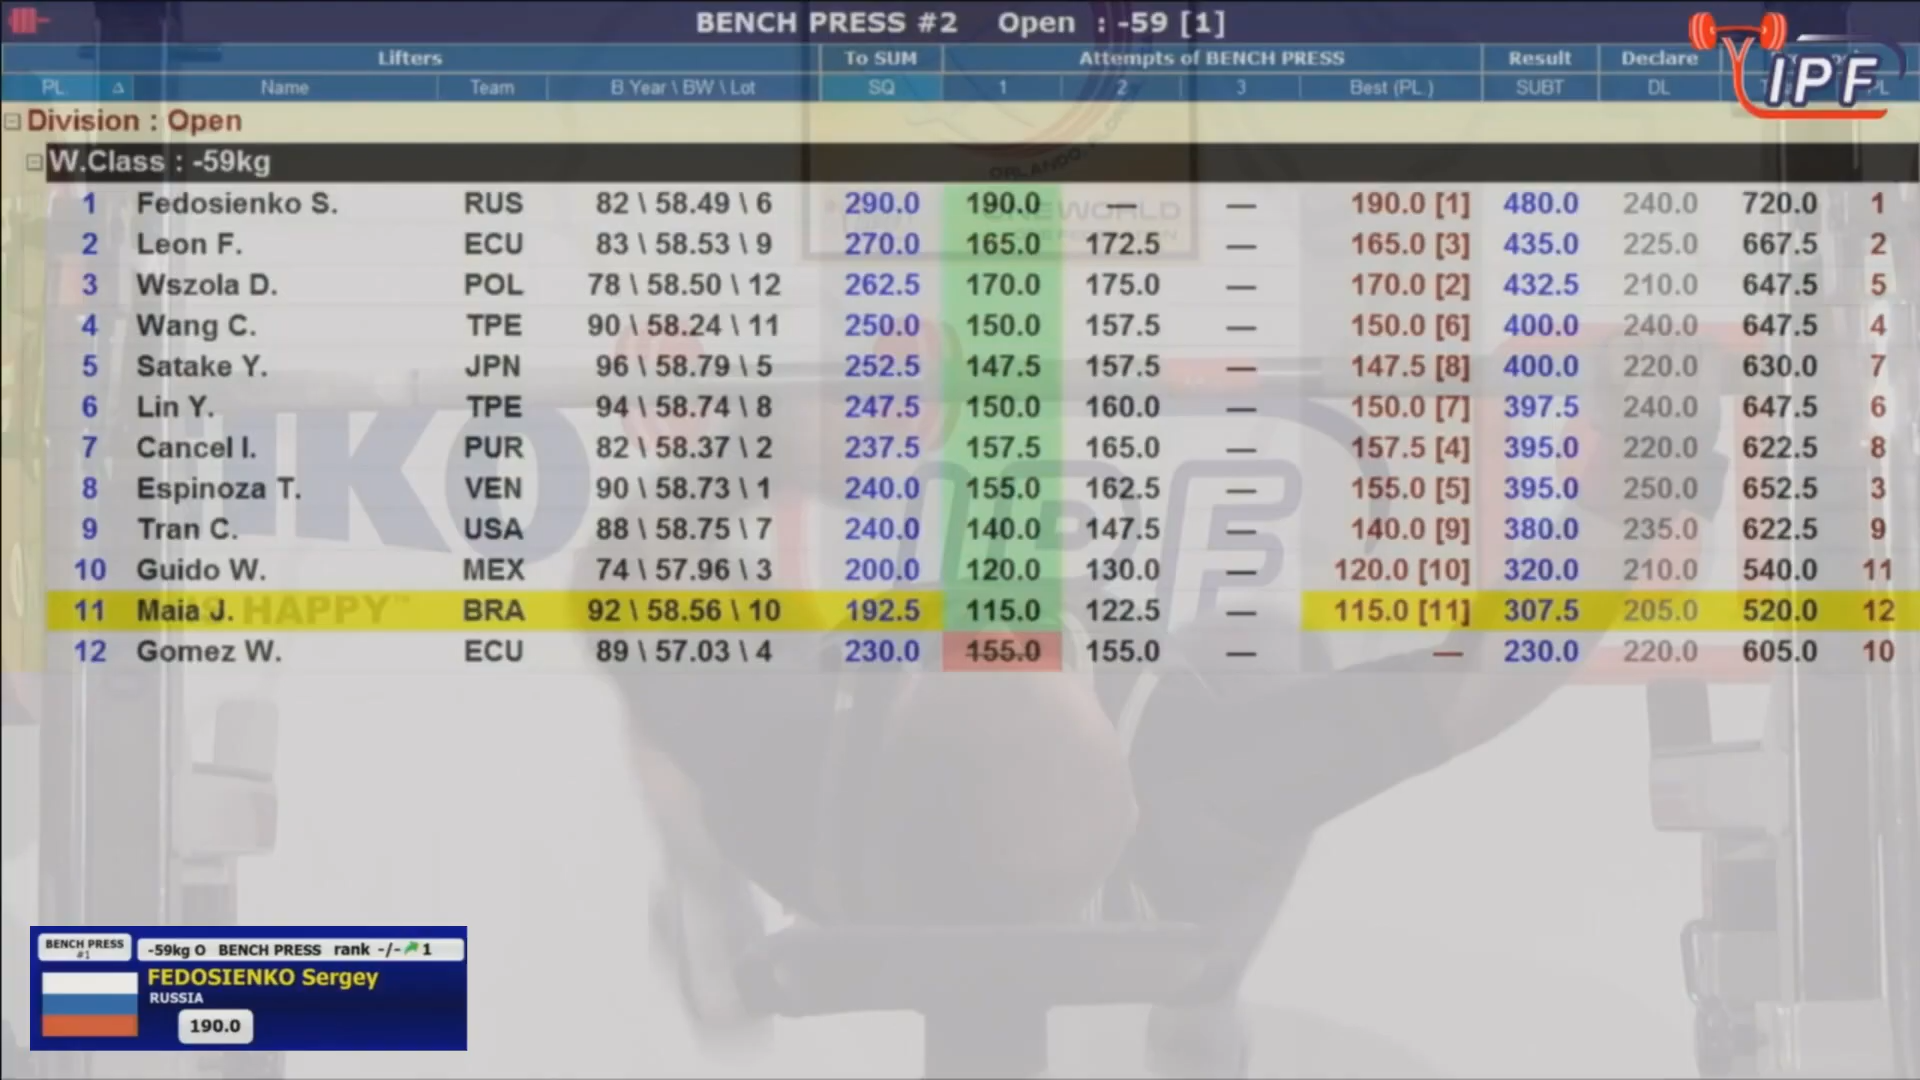 BENCH PRESS #2 Open : -59 [1]
Lifters To SUM Attempts of BENCH PRESS Result Declare
PL. Δ Name Team B.Year \ BW \ Lot SQ 1 2 3 Best (PL.) SUBT DL PL
IPF
Division : Open
W.Class : -59kg
1 Fedosienko S. RUS 82 \ 58.49 \ 6 290.0 190.0 — — 190.0 [1] 480.0 240.0 720.0 1
2 Leon F. ECU 83 \ 58.53 \ 9 270.0 165.0 172.5 — 165.0 [3] 435.0 225.0 667.5 2
3 Wszola D. POL 78 \ 58.50 \ 12 262.5 170.0 175.0 — 170.0 [2] 432.5 210.0 647.5 5
4 Wang C. TPE 90 \ 58.24 \ 11 250.0 150.0 157.5 — 150.0 [6] 400.0 240.0 647.5 4
5 Satake Y. JPN 96 \ 58.79 \ 5 252.5 147.5 157.5 — 147.5 [8] 400.0 220.0 630.0 7
6 Lin Y. TPE 94 \ 58.74 \ 8 247.5 150.0 160.0 — 150.0 [7] 397.5 240.0 647.5 6
7 Cancel I. PUR 82 \ 58.37 \ 2 237.5 157.5 165.0 — 157.5 [4] 395.0 220.0 622.5 8
8 Espinoza T. VEN 90 \ 58.73 \ 1 240.0 155.0 162.5 — 155.0 [5] 395.0 250.0 652.5 3
9 Tran C. USA 88 \ 58.75 \ 7 240.0 140.0 147.5 — 140.0 [9] 380.0 235.0 622.5 9
10 Guido W. MEX 74 \ 57.96 \ 3 200.0 120.0 130.0 — 120.0 [10] 320.0 210.0 540.0 11
11 Maia J. BRA 92 \ 58.56 \ 10 192.5 115.0 122.5 — 115.0 [11] 307.5 205.0 520.0 12
12 Gomez W. ECU 89 \ 57.03 \ 4 230.0 155.0 155.0 — — 230.0 220.0 605.0 10
ORLANDO
ONEWORLD
IKO
IPF
HAPPY™
BENCH PRESS #1
-59kg O BENCH PRESS rank -/- 1
FEDOSIENKO Sergey
RUSSIA
190.0